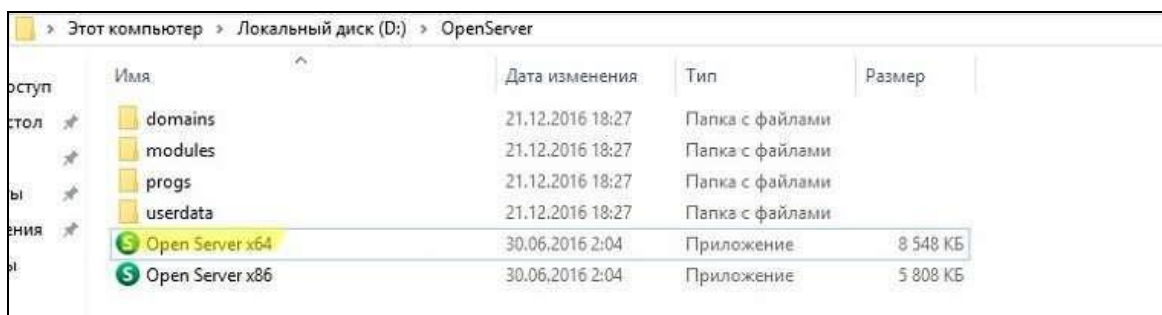 Этот компьютер > Локальный диск (D:) > OpenServer
Имя Дата изменения Тип Размер
оступ
domains 21.12.2016 18:27 Папка с файлами
стол
modules 21.12.2016 18:27 Папка с файлами
progs 21.12.2016 18:27 Папка с файлами
ы
userdata 21.12.2016 18:27 Папка с файлами
ения
Open Server x64 30.06.2016 2:04 Приложение 8 548 КБ
ы
Open Server x86 30.06.2016 2:04 Приложение 5 808 КБ